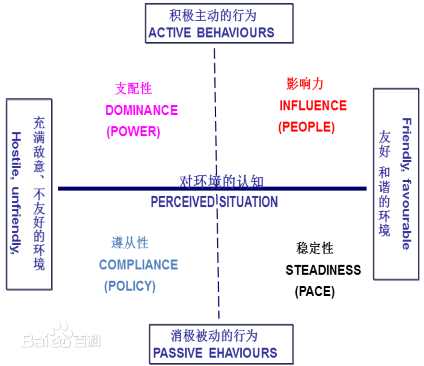 积极主动的行为
ACTIVE BEHAVIOURS
支配性
DOMINANCE
(POWER)
影响力
INFLUENCE
(PEOPLE)
充满敌意、不友好的环境
Hostile, unfriendly,
Friendly, favourable
友好 和谐的环境
对环境的认知
PERCEIVED SITUATION
遵从性
COMPLIANCE
(POLICY)
稳定性
STEADINESS
(PACE)
消极被动的行为
PASSIVE EHAVIOURS
Baidu百科